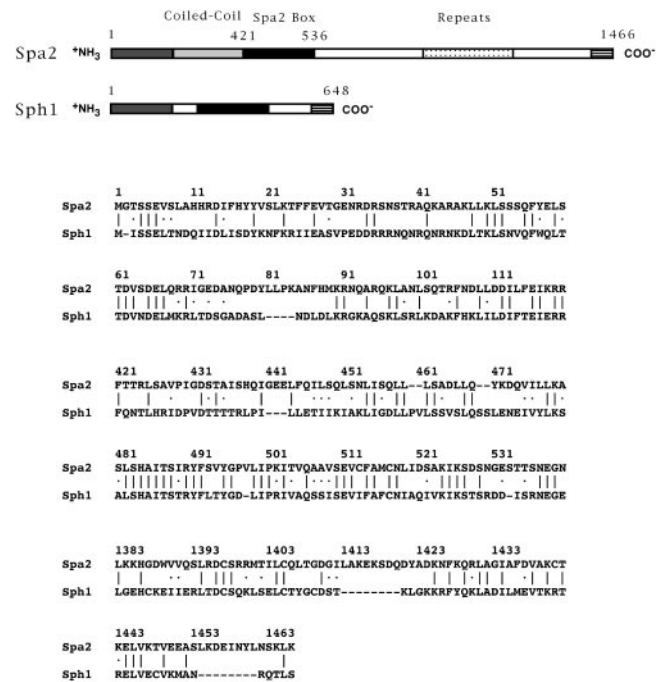 Coiled-Coil Spa2 Box Repeats
1 421 536 1466
Spa2 +NH3 COO-
1 648
Sph1 +NH3 COO-
1 11 21 31 41 51
Spa2 MGTSSEVSLAHHRDIFHYYVSLKTFFEVTGENRDRSNSTRAQKARAKLLKLSSSQFYELS
Sph1 M-ISSELTNDQIIDLISDYKNFKRIIEASVPEDDRRRNQNRQNRNKDLTKLSNVQFWQLT
61 71 81 91 101 111
Spa2 TDVSDELQRRIGEDANQPDYLLPKANFHMKRNQARQKLANLSQTRFNDLLDDILFEIKRR
Sph1 TDVNDELMKRLTDSGADASL----NDLDLKRGKAQSKLSRLKDAKFHKLILDIFTEIERR
421 431 441 451 461 471
Spa2 FTTRLSAVPIGDSTAISHQIGEELFQILSQLSNLISQLL--LSADLLQ--YKDQVILLKA
Sph1 FQNTLHRIDPVDTTTTRLPI---LLETIIKIAKLIGDLLPVLSSVSLQSSLENEIVYLKS
481 491 501 511 521 531
Spa2 SLSHAITSIRYFSVYGPVLIPKITVQAAVSEVCFAMCNLIDSAKIKSDSNGESTTSNEGN
Sph1 ALSHAITSTRYFLTYGD-LIPRIVAQSSISEVIFAFCNIAQIVKIKSTSRDD-ISRNEGE
1383 1393 1403 1413 1423 1433
Spa2 LKKHGDWVVQSLRDCSRRMTILCQLTGDGILAKEKSDQDYADKNFKQRLAGIAFDVAKCT
Sph1 LGEHCKEIIERLTDCSQKLSELCTYGCDST--------KLGKKRFYQKLADILMEVTKRT
1443 1453 1463
Spa2 KELVKTVEEASLKDEINYLNSKLK
Sph1 RELVECVKMAN--------RQTLS